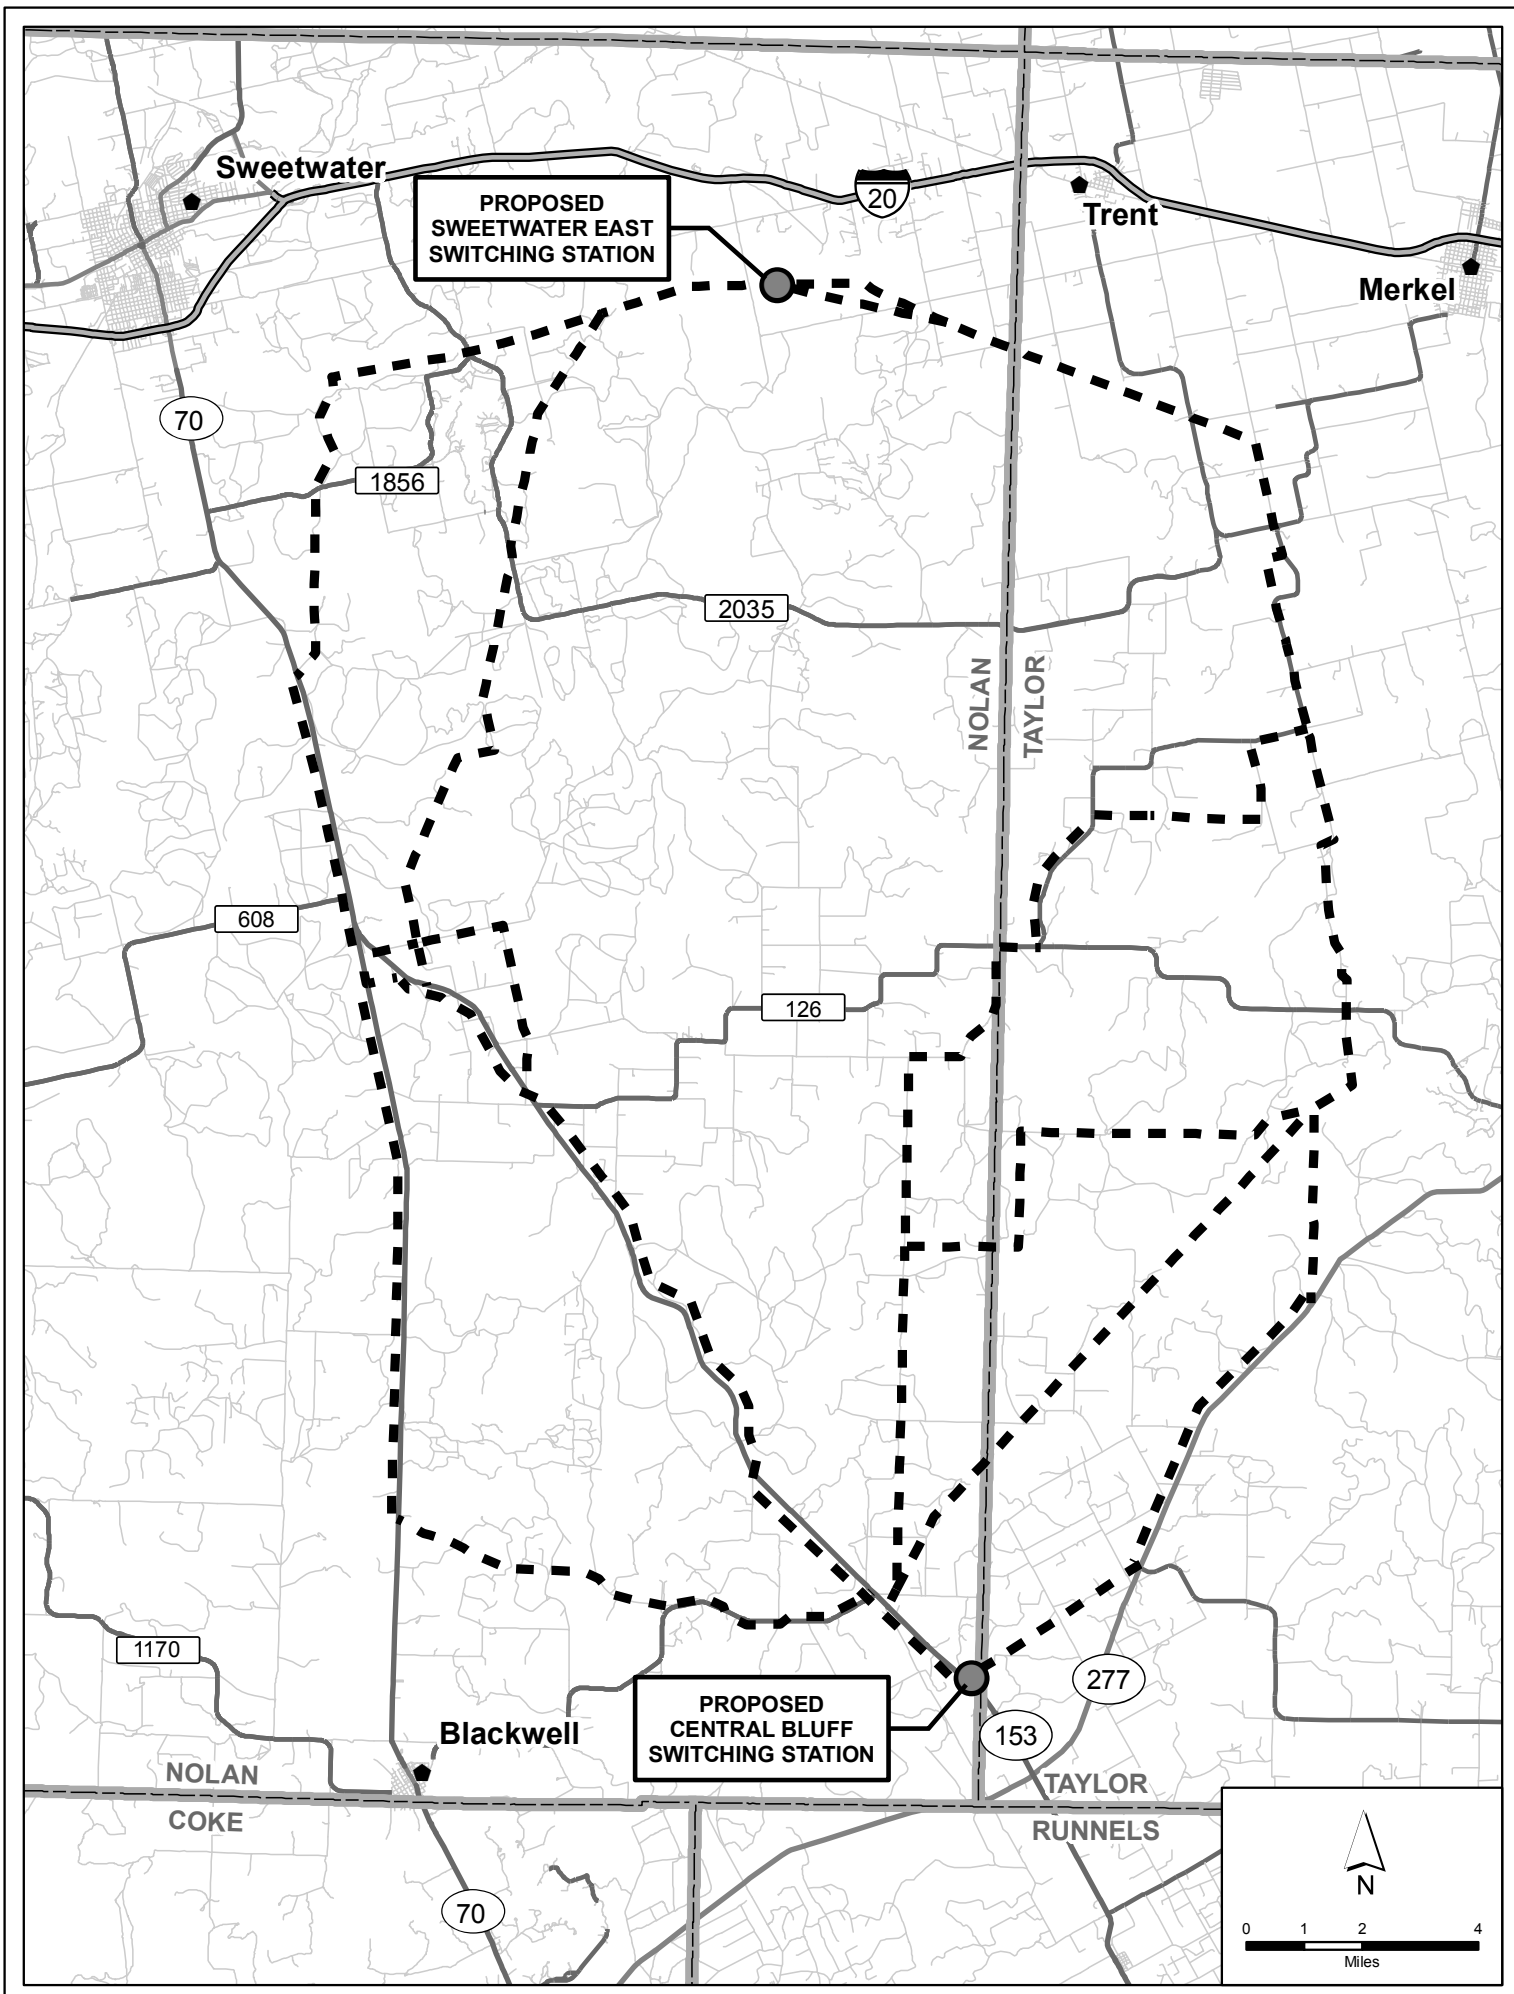 Sweetwater
PROPOSED
SWEETWATER EAST
SWITCHING STATION
20
Trent
Merkel
70
1856
2035
NOLAN
TAYLOR
608
126
1170
277
153
PROPOSED
CENTRAL BLUFF
SWITCHING STATION
Blackwell
NOLAN
COKE
TAYLOR
RUNNELS
70
N
0 1 2 4
Miles